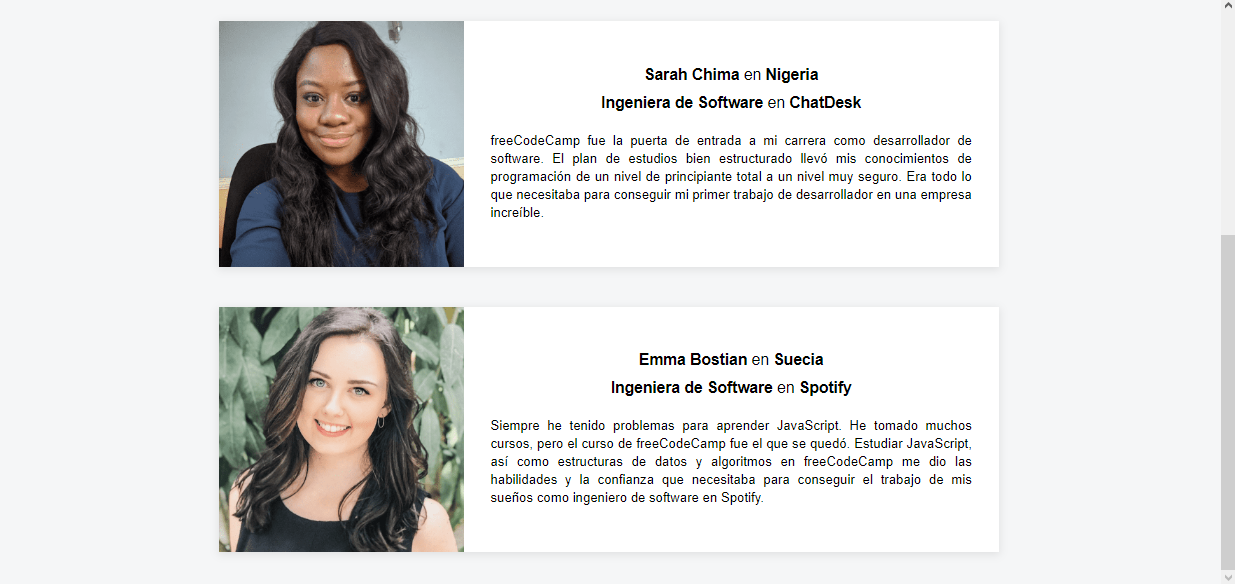 Sarah Chima en Nigeria
Ingeniera de Software en ChatDesk
freeCodeCamp fue la puerta de entrada a mi carrera como desarrollador de
software. El plan de estudios bien estructurado llevó mis conocimientos de
programación de un nivel de principiante total a un nivel muy seguro. Era todo lo
que necesitaba para conseguir mi primer trabajo de desarrollador en una empresa
increíble.
Emma Bostian en Suecia
Ingeniera de Software en Spotify
Siempre he tenido problemas para aprender JavaScript. He tomado muchos
cursos, pero el curso de freeCodeCamp fue el que se quedó. Estudiar JavaScript,
así como estructuras de datos y algoritmos en freeCodeCamp me dio las
habilidades y la confianza que necesitaba para conseguir el trabajo de mis
sueños como ingeniero de software en Spotify.